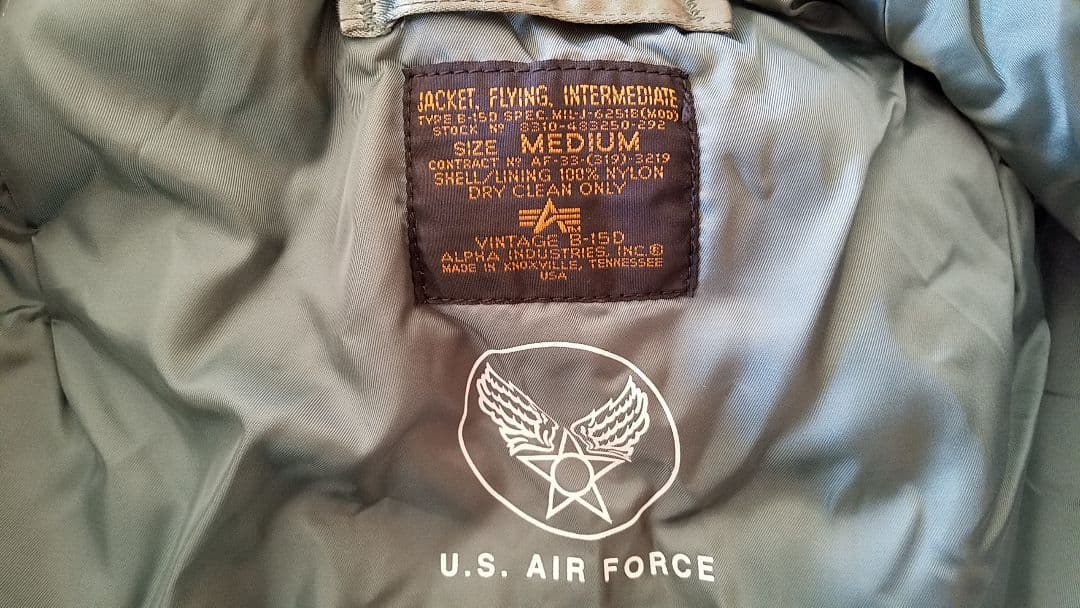 JACKET, FLYING, INTERMEDIATE
TYPE B-15D SPEC. MIL-J-6251B (MOD)
STOCK Nº 8310-483250-292
SIZE MEDIUM
CONTRACT Nº AF-33-(319)-3219
SHELL/LINING 100% NYLON
DRY CLEAN ONLY
TM
VINTAGE B-15D
ALPHA INDUSTRIES, INC.®
MADE IN KNOXVILLE, TENNESSEE
USA
U.S. AIR FORCE